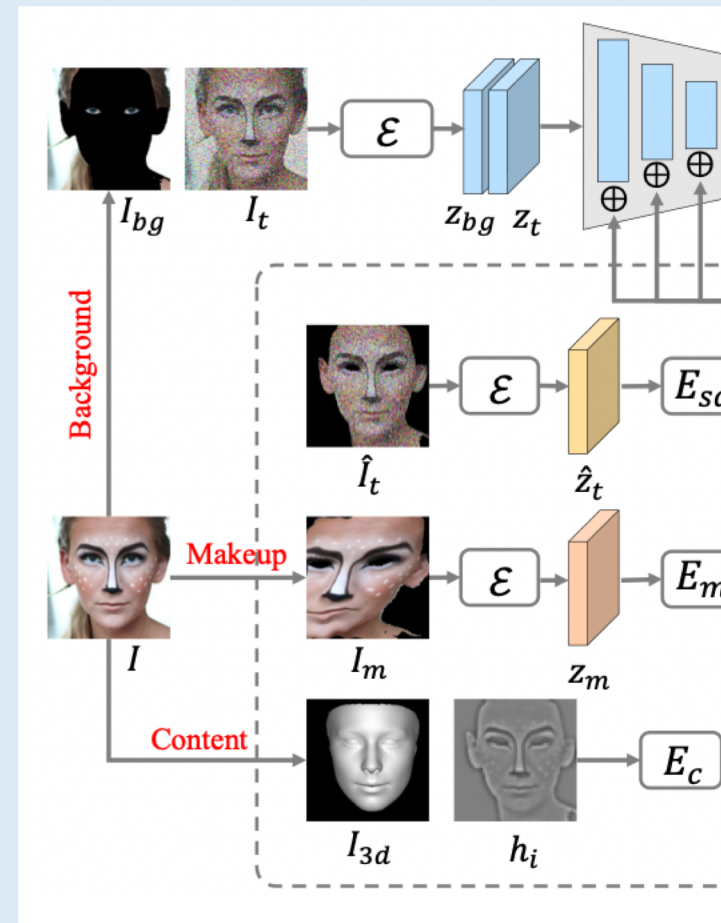 ℰ
I_bg I_t
z_bg z_t
⊕ ⊕ ⊕
Background
ℰ
Î_t
ẑ_t
Makeup
ℰ
I
I_m
z_m
Content
E_c
I_3d
h_i